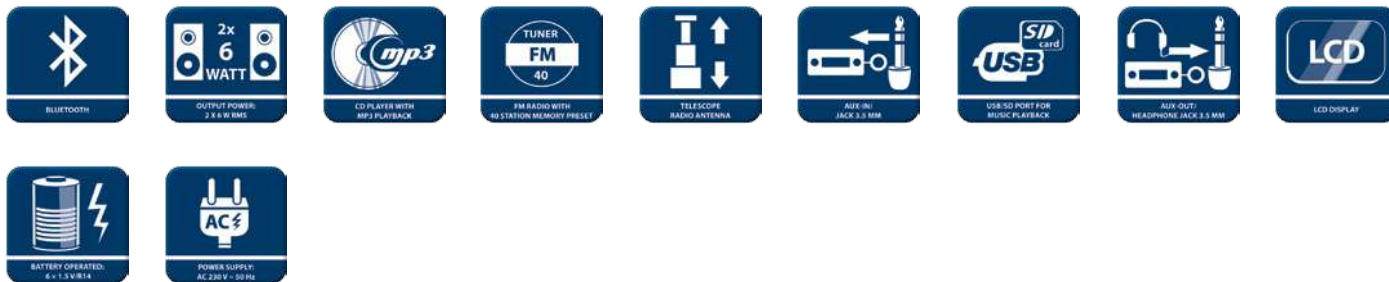 BLUETOOTH
2x
6
WATT
OUTPUT POWER:
2 X 6 W RMS
mp3
CD PLAYER WITH
MP3 PLAYBACK
TUNER
FM
40
FM RADIO WITH
40 STATION MEMORY PRESET
TELESCOPE
RADIO ANTENNA
AUX-IN/
JACK 3.5 MM
SD
card
USB
USB/SD PORT FOR
MUSIC PLAYBACK
AUX-OUT/
HEADPHONE JACK 3.5 MM
LCD
LCD DISPLAY
BATTERY OPERATED:
6 × 1.5 V/R14
AC
POWER SUPPLY:
AC 230 V ~ 50 Hz